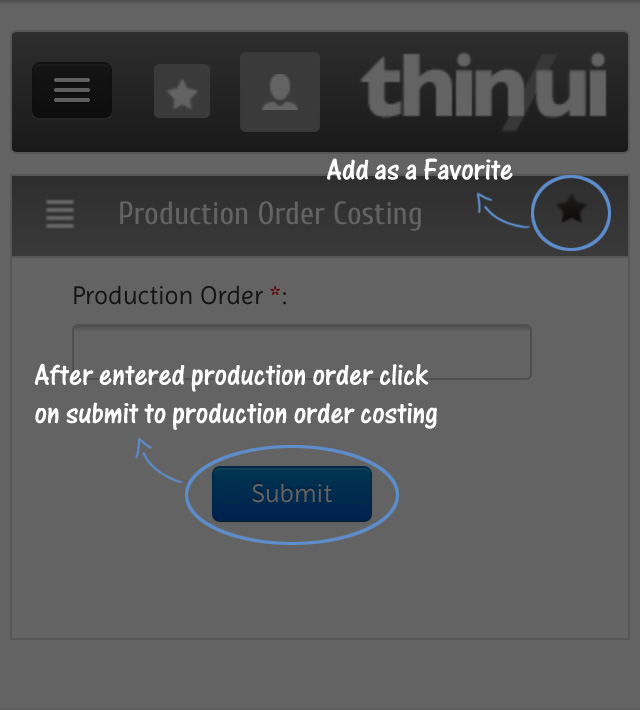 thinui
Add as a Favorite
Production Order Costing
Production Order *:
After entered production order click
on submit to production order costing
Submit